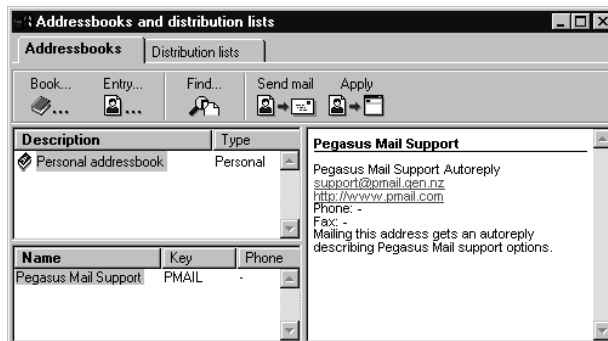 Addressbooks and distribution lists
Addressbooks Distribution lists
Book... Entry... Find... Send mail Apply
Description Type
Personal addressbook Personal
Name Key Phone
Pegasus Mail Support PMAIL -
Pegasus Mail Support
Pegasus Mail Support Autoreply
support@pmail.gen.nz
http://www.pmail.com
Phone: -
Fax: -
Mailing this address gets an autoreply
describing Pegasus Mail support options.